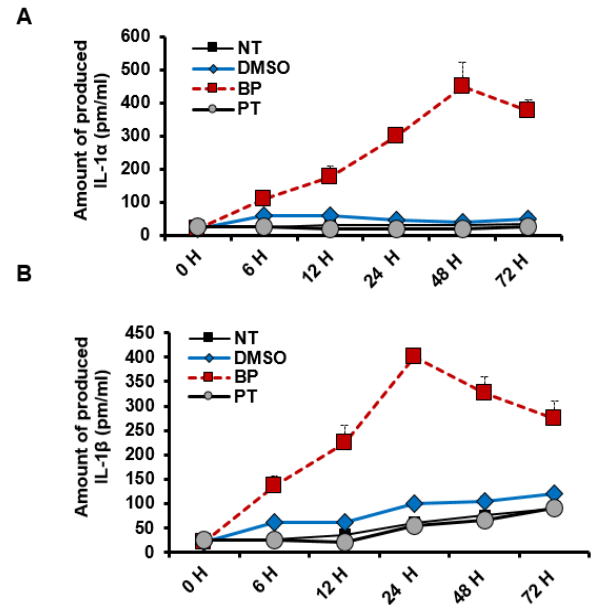 A
Amount of produced
IL-1α (pm/ml)
600
500
400
300
200
100
0
NT
DMSO
BP
PT
0 H
6 H
12 H
24 H
48 H
72 H
B
Amount of produced
IL-1β (pm/ml)
450
400
350
300
250
200
150
100
50
0
NT
DMSO
BP
PT
0 H
6 H
12 H
24 H
48 H
72 H